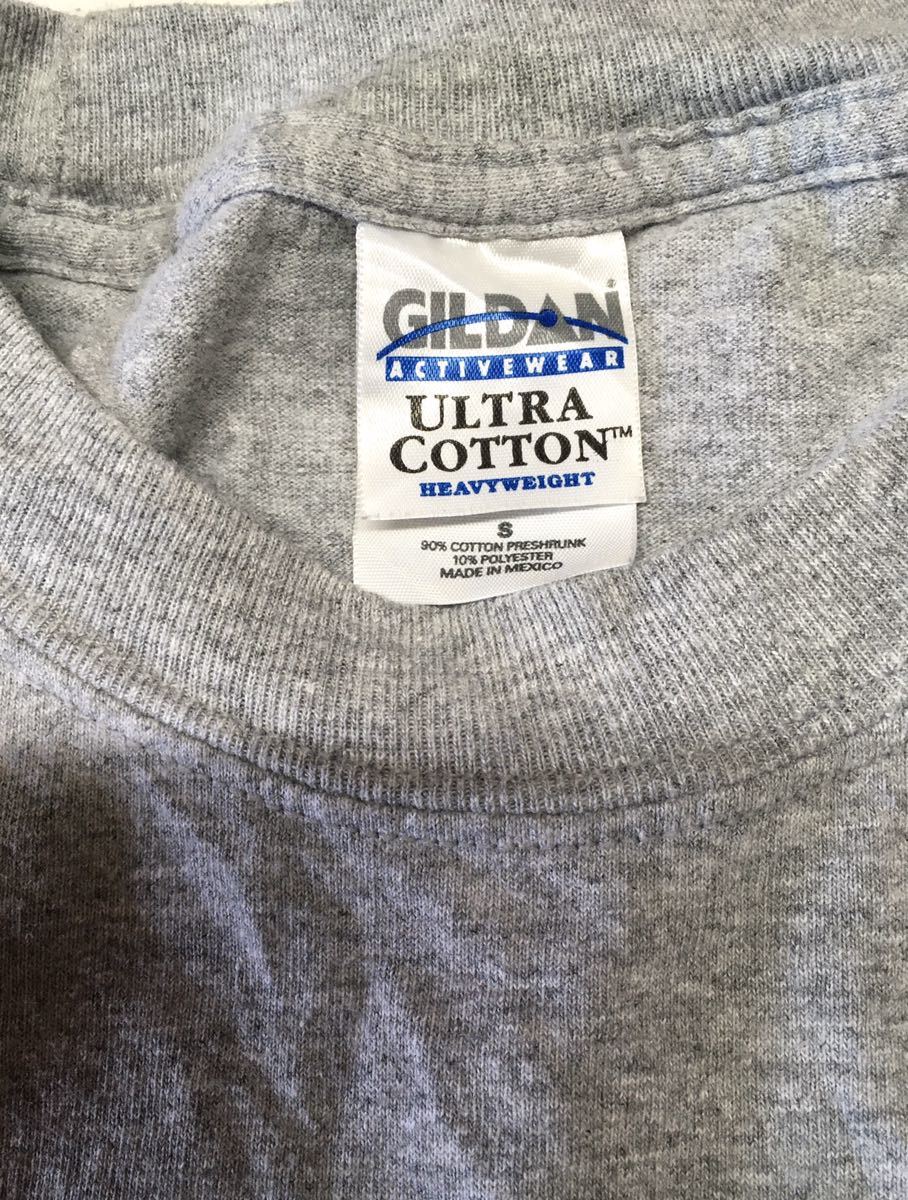 GILDAN®
ACTIVEWEAR
ULTRA
COTTON™
HEAVYWEIGHT
S
90% COTTON PRESHRUNK
10% POLYESTER
MADE IN MEXICO